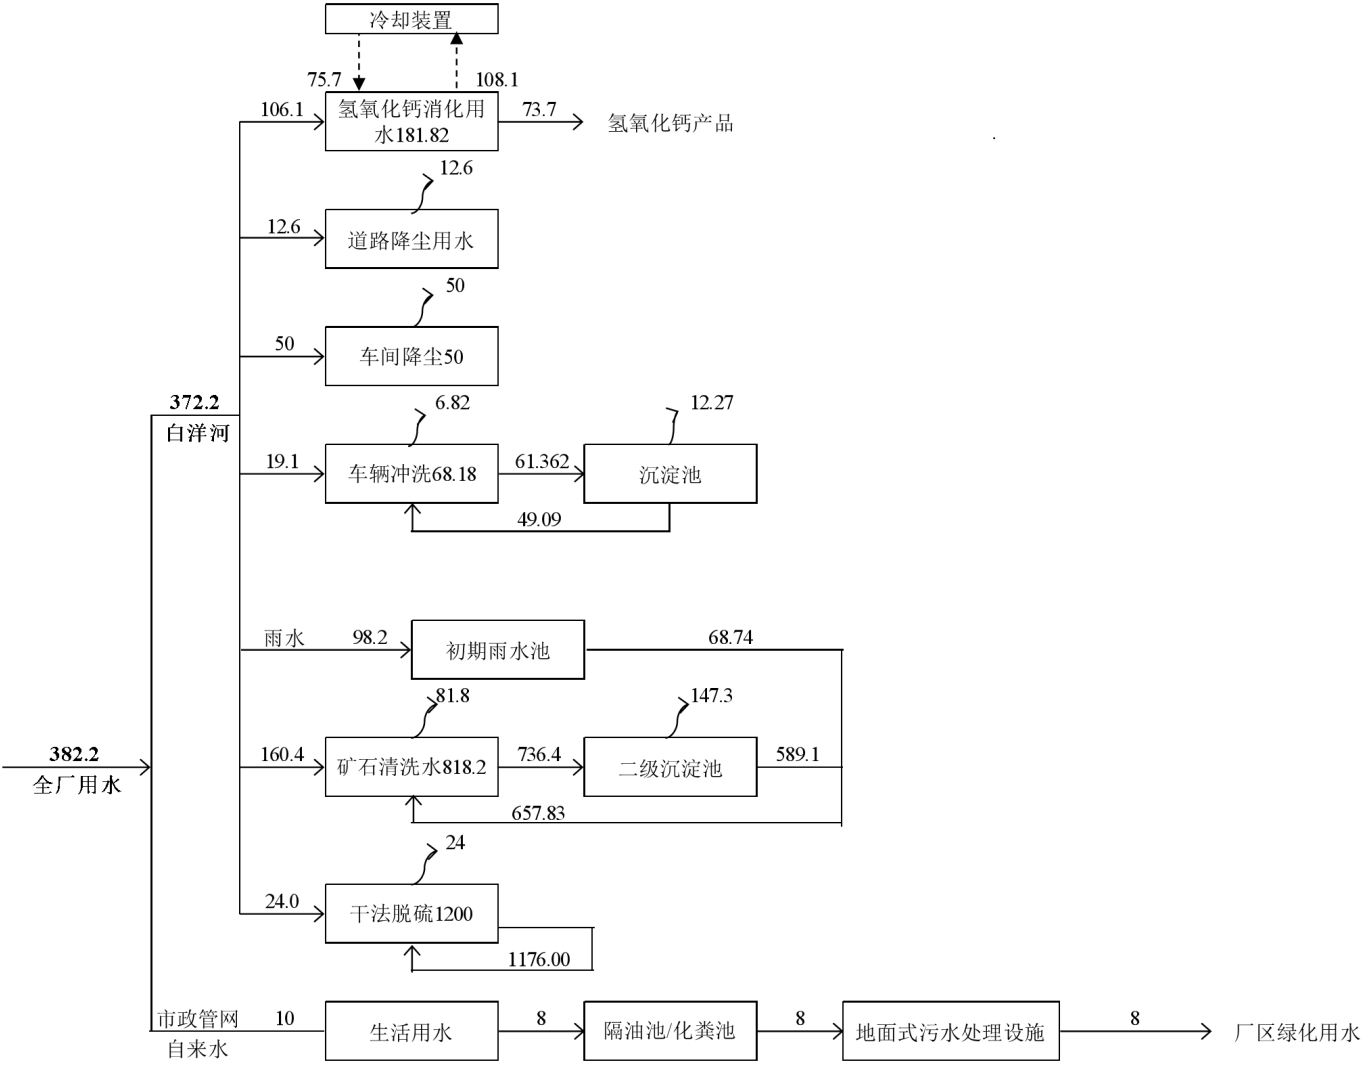 冷却装置
75.7
108.1
106.1
氢氧化钙消化用
水181.82
73.7
氢氧化钙产品
12.6
12.6
道路降尘用水
50
50
车间降尘50
372.2
白洋河
6.82
12.27
19.1
车辆冲洗68.18
61.362
沉淀池
49.09
雨水
98.2
初期雨水池
68.74
81.8
147.3
382.2
全厂用水
160.4
矿石清洗水818.2
736.4
二级沉淀池
589.1
657.83
24
24.0
干法脱硫1200
1176.00
市政管网
自来水
10
生活用水
8
隔油池/化粪池
8
地面式污水处理设施
8
厂区绿化用水